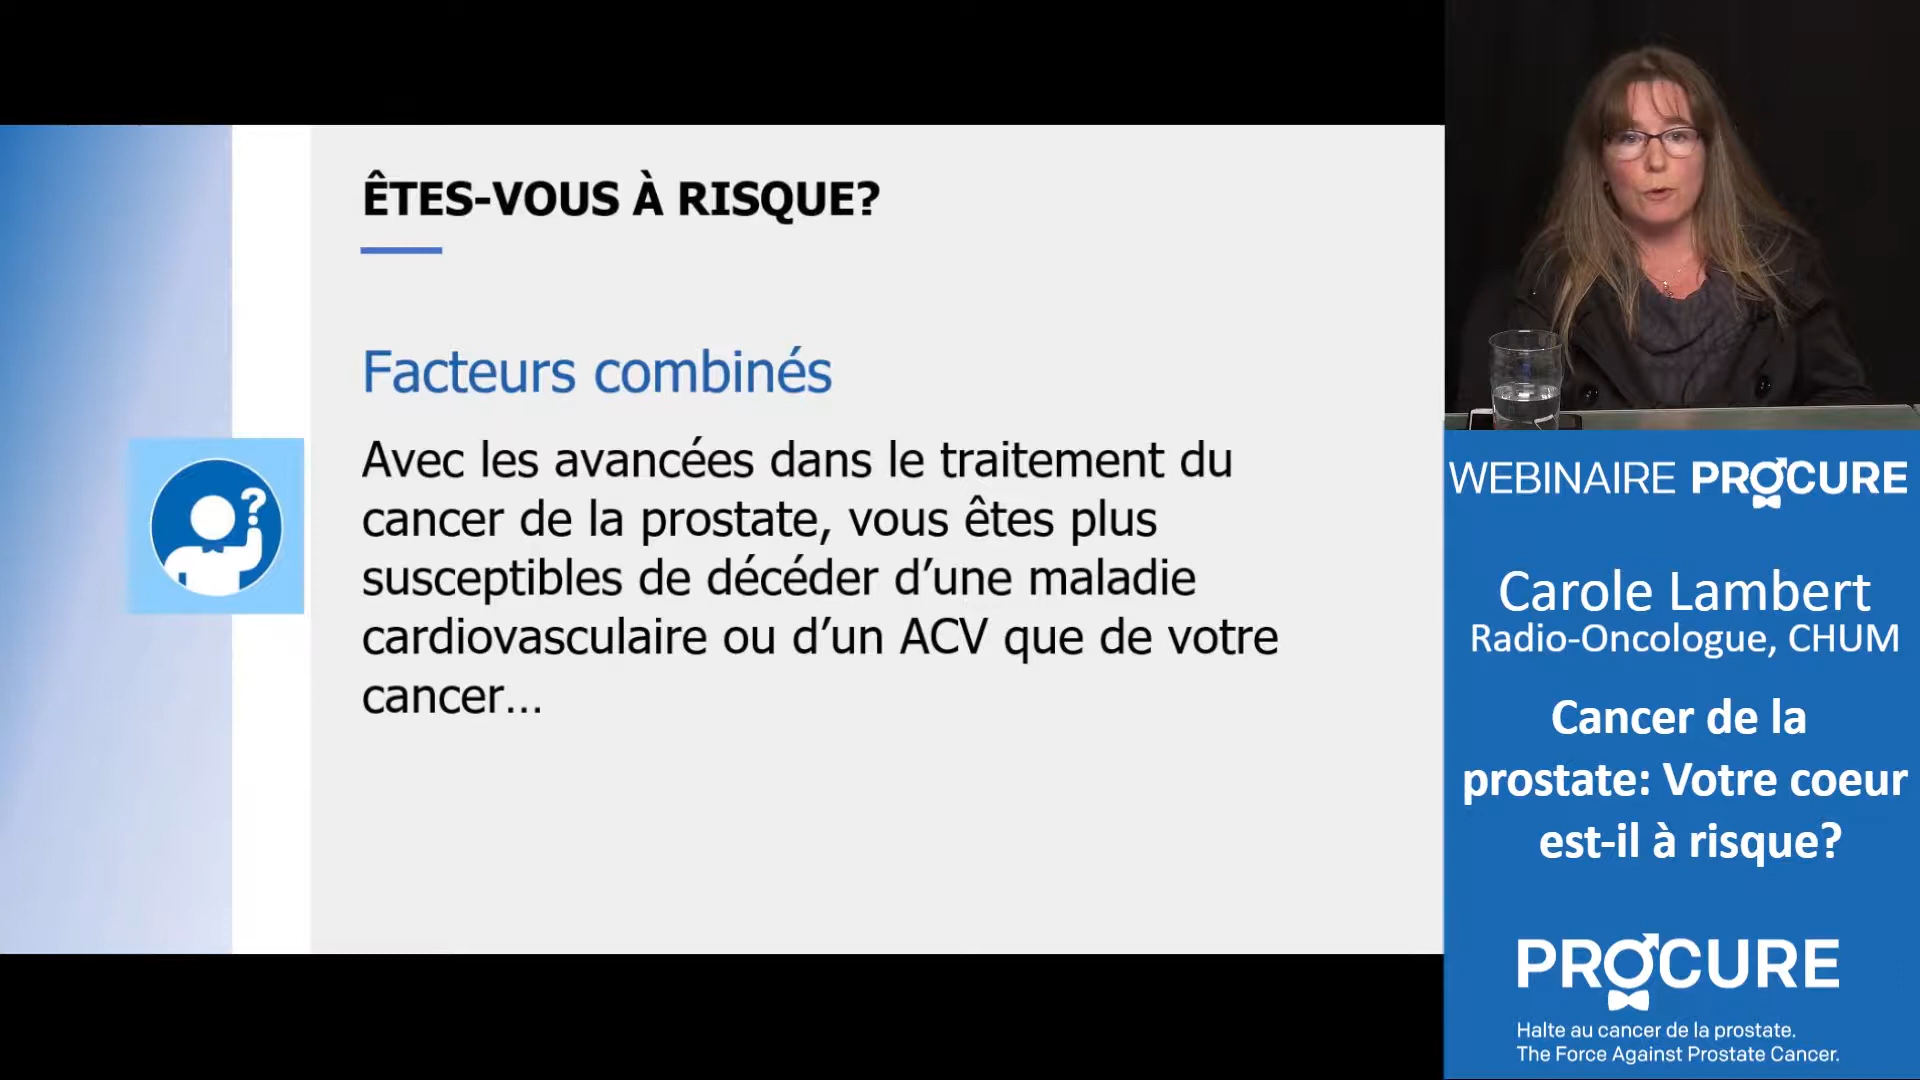 ÊTES-VOUS À RISQUE?
Facteurs combinés
Avec les avancées dans le traitement du
cancer de la prostate, vous êtes plus
susceptibles de décéder d’une maladie
cardiovasculaire ou d’un ACV que de votre
cancer...
?
WEBINAIRE PROCURE
Carole Lambert
Radio-Oncologue, CHUM
Cancer de la
prostate: Votre coeur
est-il à risque?
PROCURE
Halte au cancer de la prostate.
The Force Against Prostate Cancer.